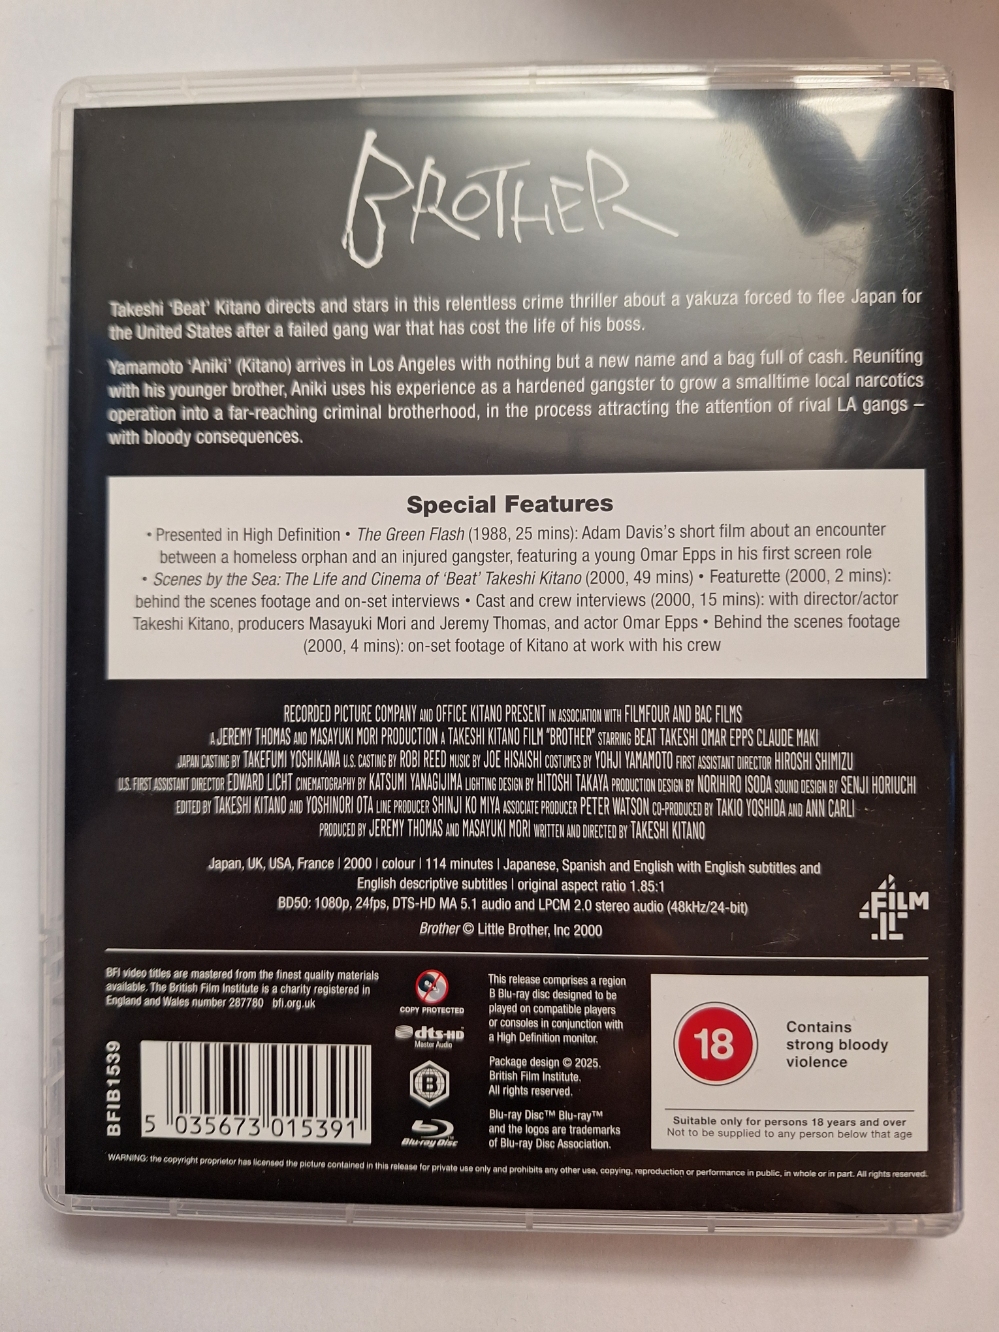 BROTHER
Takeshi ‘Beat’ Kitano directs and stars in this relentless crime thriller about a yakuza forced to flee Japan for
the United States after a failed gang war that has cost the life of his boss.
Yamamoto ‘Aniki’ (Kitano) arrives in Los Angeles with nothing but a new name and a bag full of cash. Reuniting
with his younger brother, Aniki uses his experience as a hardened gangster to grow a smalltime local narcotics
operation into a far-reaching criminal brotherhood, in the process attracting the attention of rival LA gangs –
with bloody consequences.
Special Features
• Presented in High Definition • The Green Flash (1988, 25 mins): Adam Davis's short film about an encounter
between a homeless orphan and an injured gangster, featuring a young Omar Epps in his first screen role
• Scenes by the Sea: The Life and Cinema of ‘Beat’ Takeshi Kitano (2000, 49 mins) • Featurette (2000, 2 mins):
behind the scenes footage and on-set interviews • Cast and crew interviews (2000, 15 mins): with director/actor
Takeshi Kitano, producers Masayuki Mori and Jeremy Thomas, and actor Omar Epps • Behind the scenes footage
(2000, 4 mins): on-set footage of Kitano at work with his crew
RECORDED PICTURE COMPANY AND OFFICE KITANO PRESENT IN ASSOCIATION WITH FILMFOUR AND BAC FILMS
A JEREMY THOMAS AND MASAYUKI MORI PRODUCTION A TAKESHI KITANO FILM "BROTHER" STARRING BEAT TAKESHI OMAR EPPS CLAUDE MAKI
JAPAN CASTING BY TAKEFUMI YOSHIKAWA U.S. CASTING BY ROBI REED MUSIC BY JOE HISAISHI COSTUMES BY YOHJI YAMAMOTO FIRST ASSISTANT DIRECTOR HIROSHI SHIMIZU
U.S. FIRST ASSISTANT DIRECTOR EDWARD LICHT CINEMATOGRAPHY BY KATSUMI YANAGIJIMA LIGHTING DESIGN BY HITOSHI TAKAYA PRODUCTION DESIGN BY NORIHIRO ISODA SOUND DESIGN BY SENJI HORIUCHI
EDITED BY TAKESHI KITANO AND YOSHINORI OTA LINE PRODUCER SHINJI KO MIYA ASSOCIATE PRODUCER PETER WATSON CO-PRODUCED BY TAKIO YOSHIDA AND ANN CARLI
PRODUCED BY JEREMY THOMAS AND MASAYUKI MORI WRITTEN AND DIRECTED BY TAKESHI KITANO
Japan, UK, USA, France | 2000 | colour | 114 minutes | Japanese, Spanish and English with English subtitles and
English descriptive subtitles | original aspect ratio 1.85:1
BD50: 1080p, 24fps, DTS-HD MA 5.1 audio and LPCM 2.0 stereo audio (48kHz/24-bit)
Brother © Little Brother, Inc 2000
4FILM
BFI video titles are mastered from the finest quality materials
available. The British Film Institute is a charity registered in
England and Wales number 287780 bfi.org.uk
BFIB1539
5 035673 015391
COPY PROTECTED
dts-HD
Master Audio
B
Blu-ray Disc™
This release comprises a region
B Blu-ray disc designed to be
played on compatible players
or consoles in conjunction with
a High Definition monitor.
Package design © 2025.
British Film Institute.
All rights reserved.
Blu-ray Disc™ Blu-ray™
and the logos are trademarks
of Blu-ray Disc Association.
18
Contains
strong bloody
violence
Suitable only for persons 18 years and over
Not to be supplied to any person below that age
WARNING: the copyright proprietor has licensed the picture contained in this release for private use only and prohibits any other use, copying, reproduction or performance in public, in whole or in part. All rights reserved.